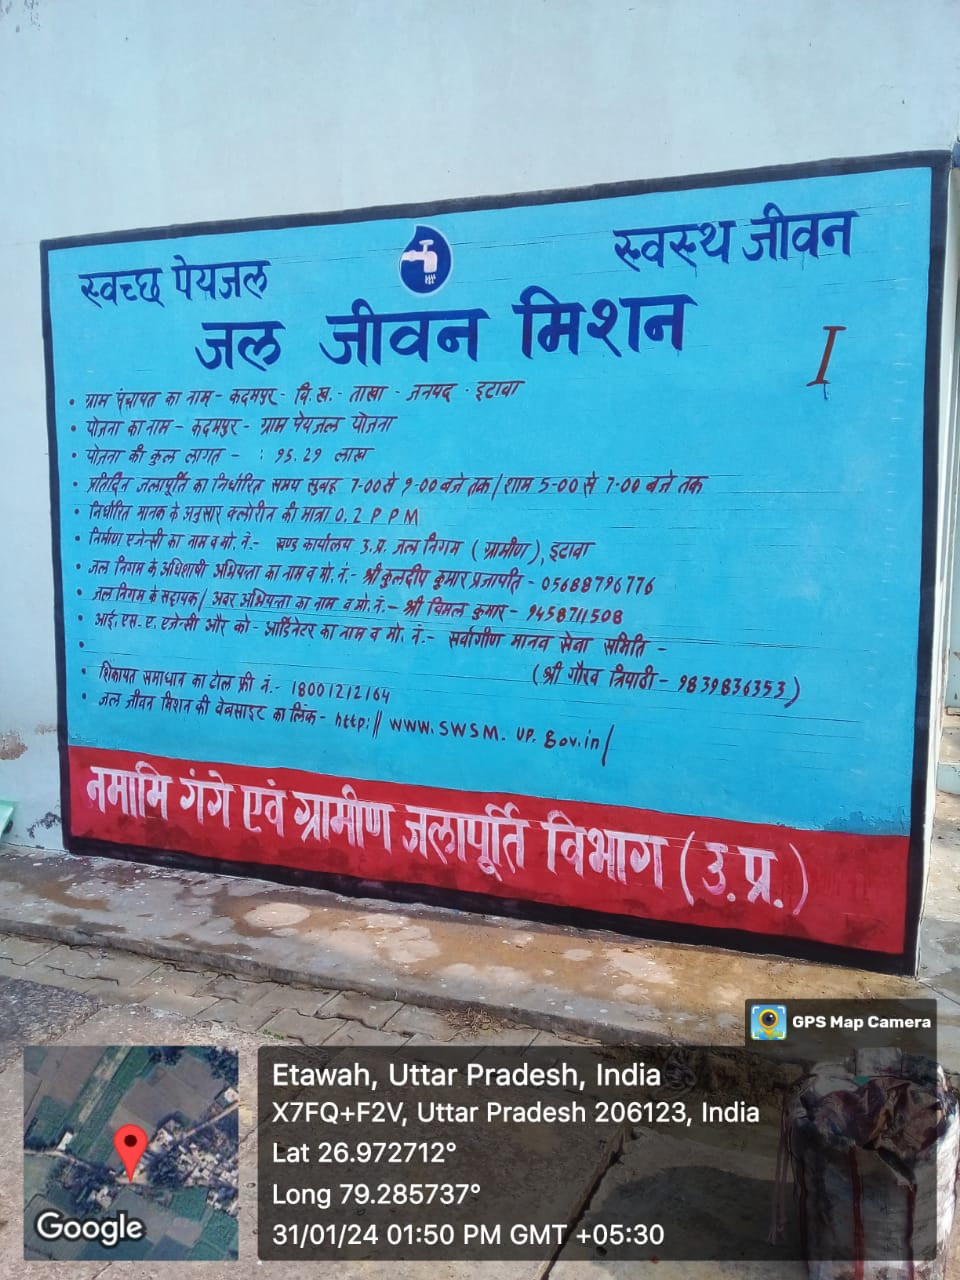 स्वच्छ पेयजल
स्वस्थ जीवन
जल जीवन मिशन
I
• ग्राम पंचायत का नाम - कदमपुर - वि.ख. - ताखा - जनपद - इटावा
• योजना का नाम - कदमपुर - ग्राम पेयजल योजना
• योजना की कुल लागत - : 95.29 लाख
• प्रतिदिन जलापूर्ति का निर्धारित समय सुबह 7-00 से 9-00 बजे तक / शाम 5-00 से 7-00 बजे तक
• निर्धारित मानक के अनुसार क्लोरीन की मात्रा 0.2 P P M
• निर्माण एजेन्सी का नाम व मो. नं. - खण्ड कार्यालय उ.प्र. जल निगम (ग्रामीण), इटावा
• जल निगम के अधिशाषी अभियन्ता का नाम व मो. नं. - श्री कुलदीप कुमार प्रजापति - 05688796776
• जल निगम के सहायक / अवर अभियन्ता का नाम व मो. नं. - श्री विमल कुमार - 9458711508
• आई. एस. ए. एजेन्सी और को - आर्डिनेटर का नाम व मो. नं. - सर्वांगीण मानव सेवा समिति -
• (श्री गौरव त्रिपाठी - 9839836353)
• शिकायत समाधान का टोल फ्री नं. - 18001212164
• जल जीवन मिशन की वेबसाइट का लिंक - http:// www.swsm.up.gov.in/
नमामि गंगे एवं ग्रामीण जलापूर्ति विभाग (उ.प्र.)
GPS Map Camera
Etawah, Uttar Pradesh, India
X7FQ+F2V, Uttar Pradesh 206123, India
Lat 26.972712°
Long 79.285737°
31/01/24 01:50 PM GMT +05:30
Google